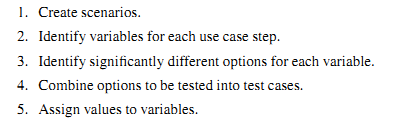 1. Create scenarios.
2. Identify variables for each use case step.
3. Identify significantly different options for each variable.
4. Combine options to be tested into test cases.
5. Assign values to variables.